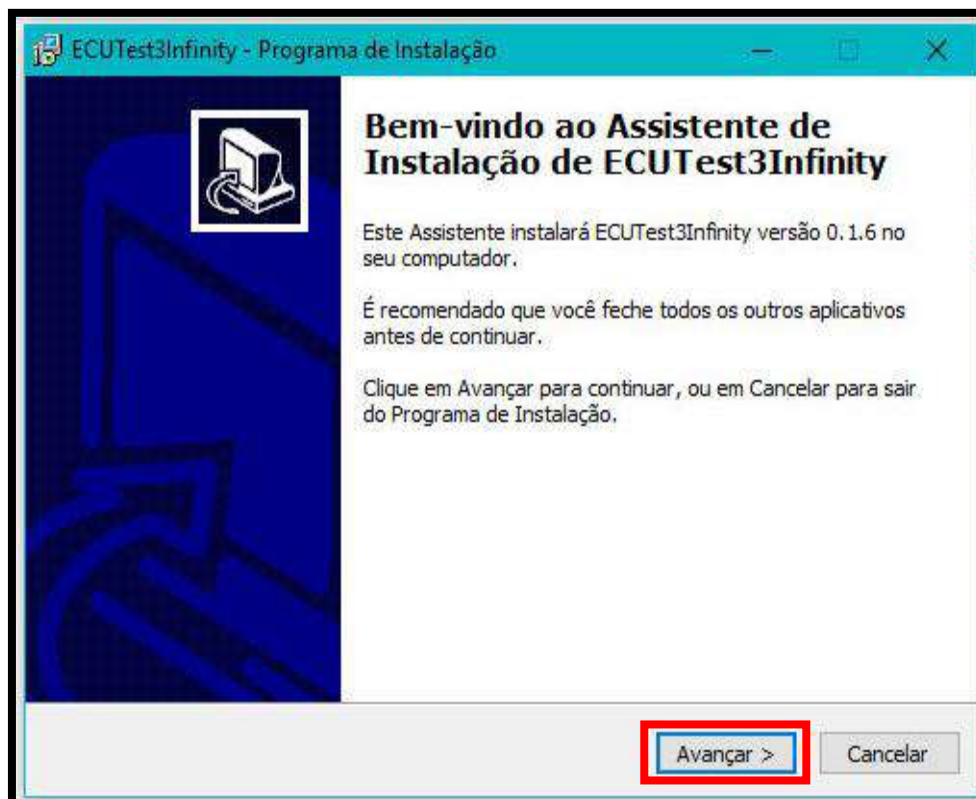 ECUTest3Infinity - Programa de Instalação
Bem-vindo ao Assistente de
Instalação de ECUTest3Infinity
Este Assistente instalará ECUTest3Infinity versão 0.1.6 no
seu computador.
É recomendado que você feche todos os outros aplicativos
antes de continuar.
Clique em Avançar para continuar, ou em Cancelar para sair
do Programa de Instalação.
Avançar >
Cancelar